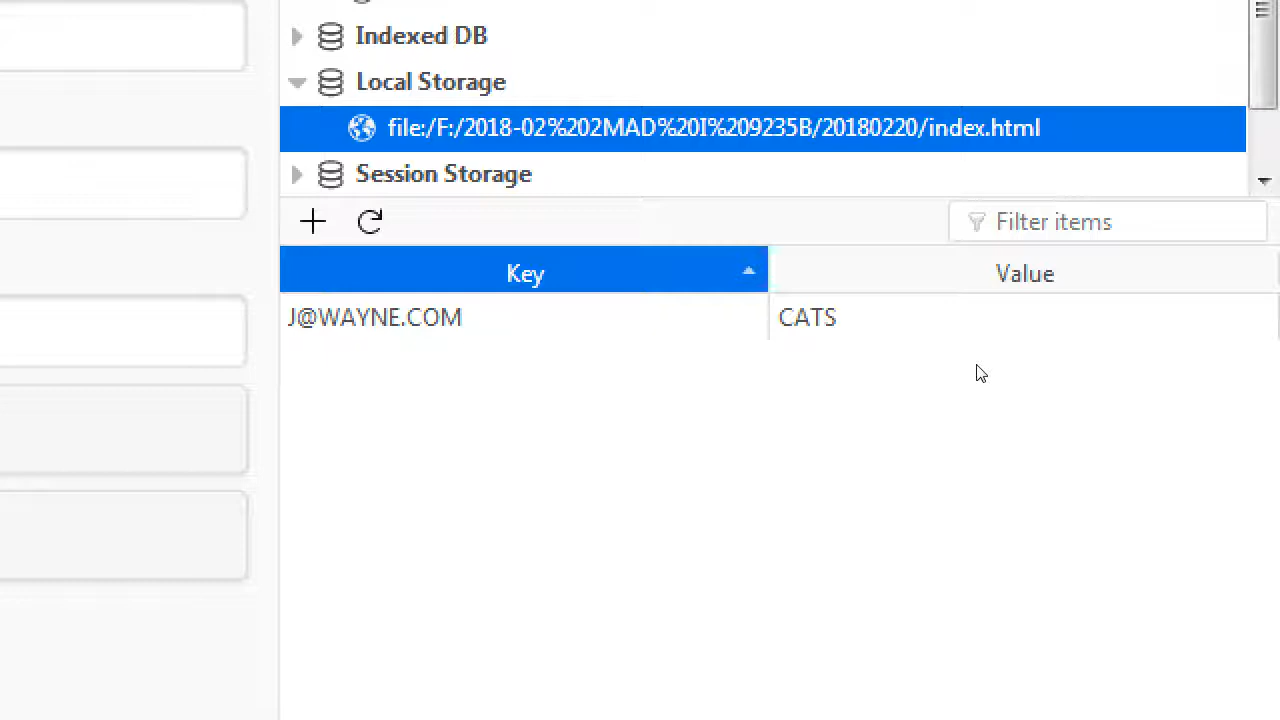 Indexed DB
Local Storage
file:/F:/2018-02%202MAD%20I%209235B/20180220/index.html
Session Storage
Filter items
Key Value
J@WAYNE.COM CATS